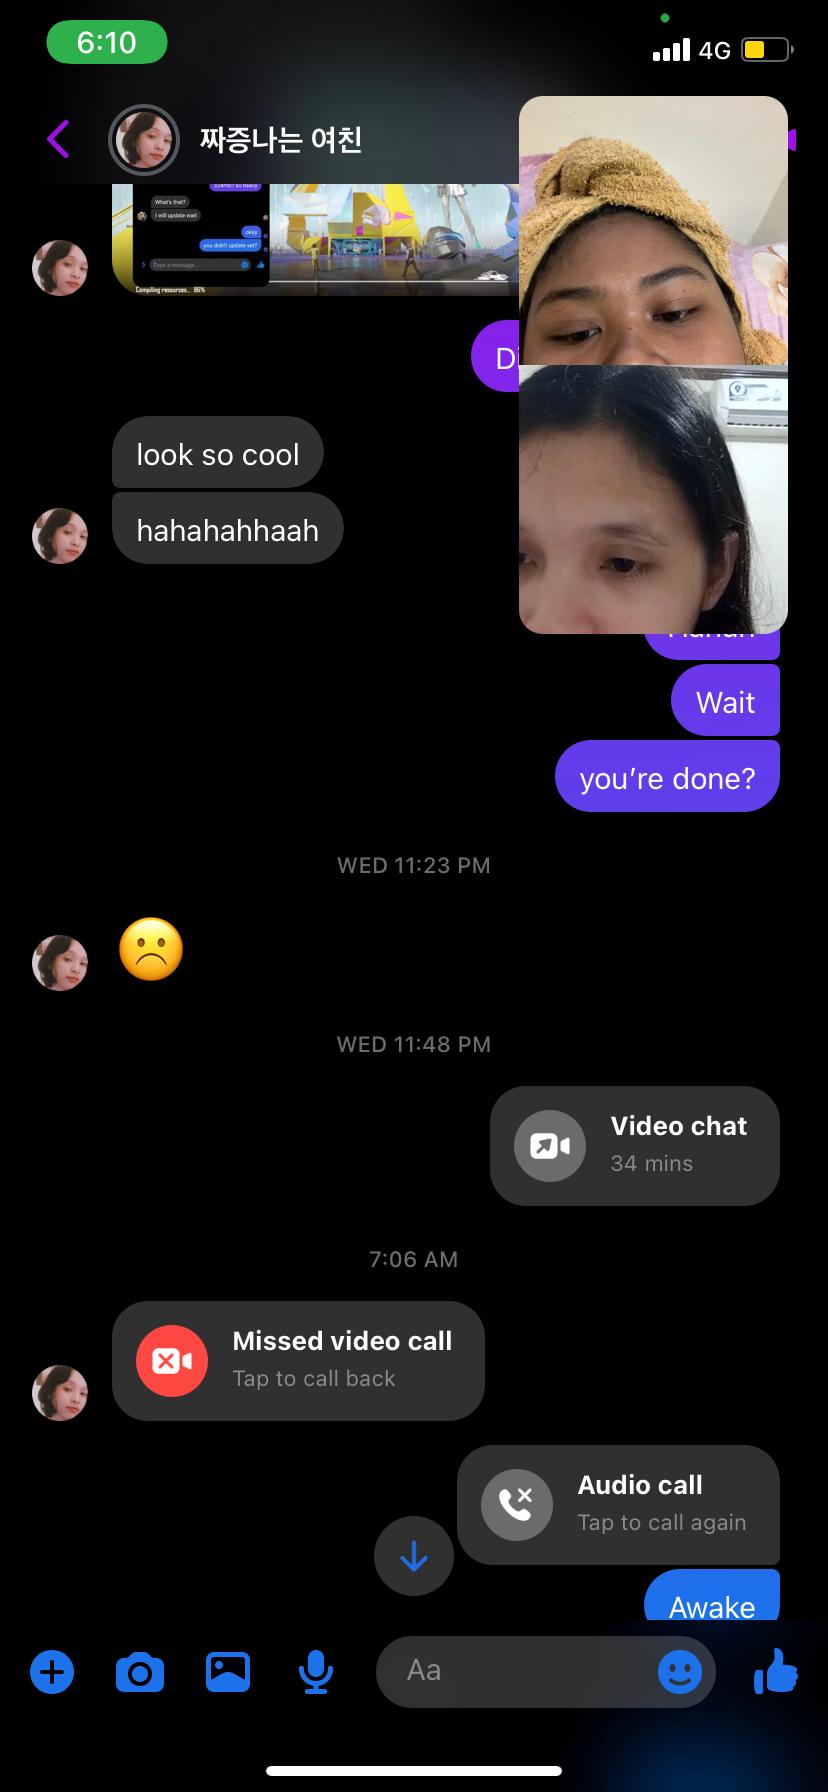 6:10
4G
짜증나는 여친
What's that?
I will update wait
okay
you didn't update yet?
Type a message...
Compiling resources... 86%
look so cool
hahahahhaah
Wait
you're done?
WED 11:23 PM
WED 11:48 PM
Video chat
34 mins
7:06 AM
Missed video call
Tap to call back
Audio call
Tap to call again
Awake
Aa